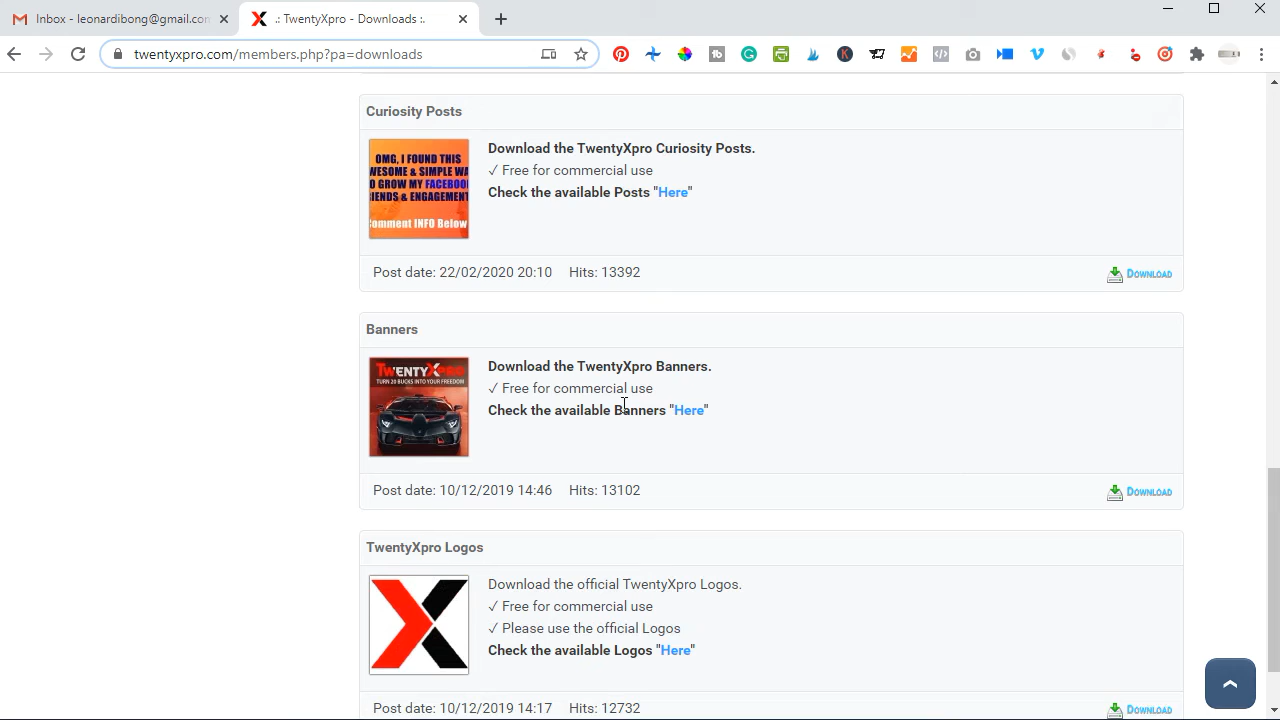 Inbox - leonardibong@gmail.con
.: TwentyXpro - Downloads :.
twentyxpro.com/members.php?pa=downloads
Curiosity Posts
OMG, I FOUND THIS
WESOME & SIMPLE WA
O GROW MY FACEBOO
IENDS & ENGAGEMENT
omment INFO Below
Download the TwentyXpro Curiosity Posts.
✓ Free for commercial use
Check the available Posts "Here"
Post date: 22/02/2020 20:10 Hits: 13392
DOWNLOAD
Banners
TWENTYXPRO
TURN 20 BUCKS INTO YOUR FREEDOM
Download the TwentyXpro Banners.
✓ Free for commercial use
Check the available Banners "Here"
Post date: 10/12/2019 14:46 Hits: 13102
DOWNLOAD
TwentyXpro Logos
Download the official TwentyXpro Logos.
✓ Free for commercial use
✓ Please use the official Logos
Check the available Logos "Here"
Post date: 10/12/2019 14:17 Hits: 12732
DOWNLOAD